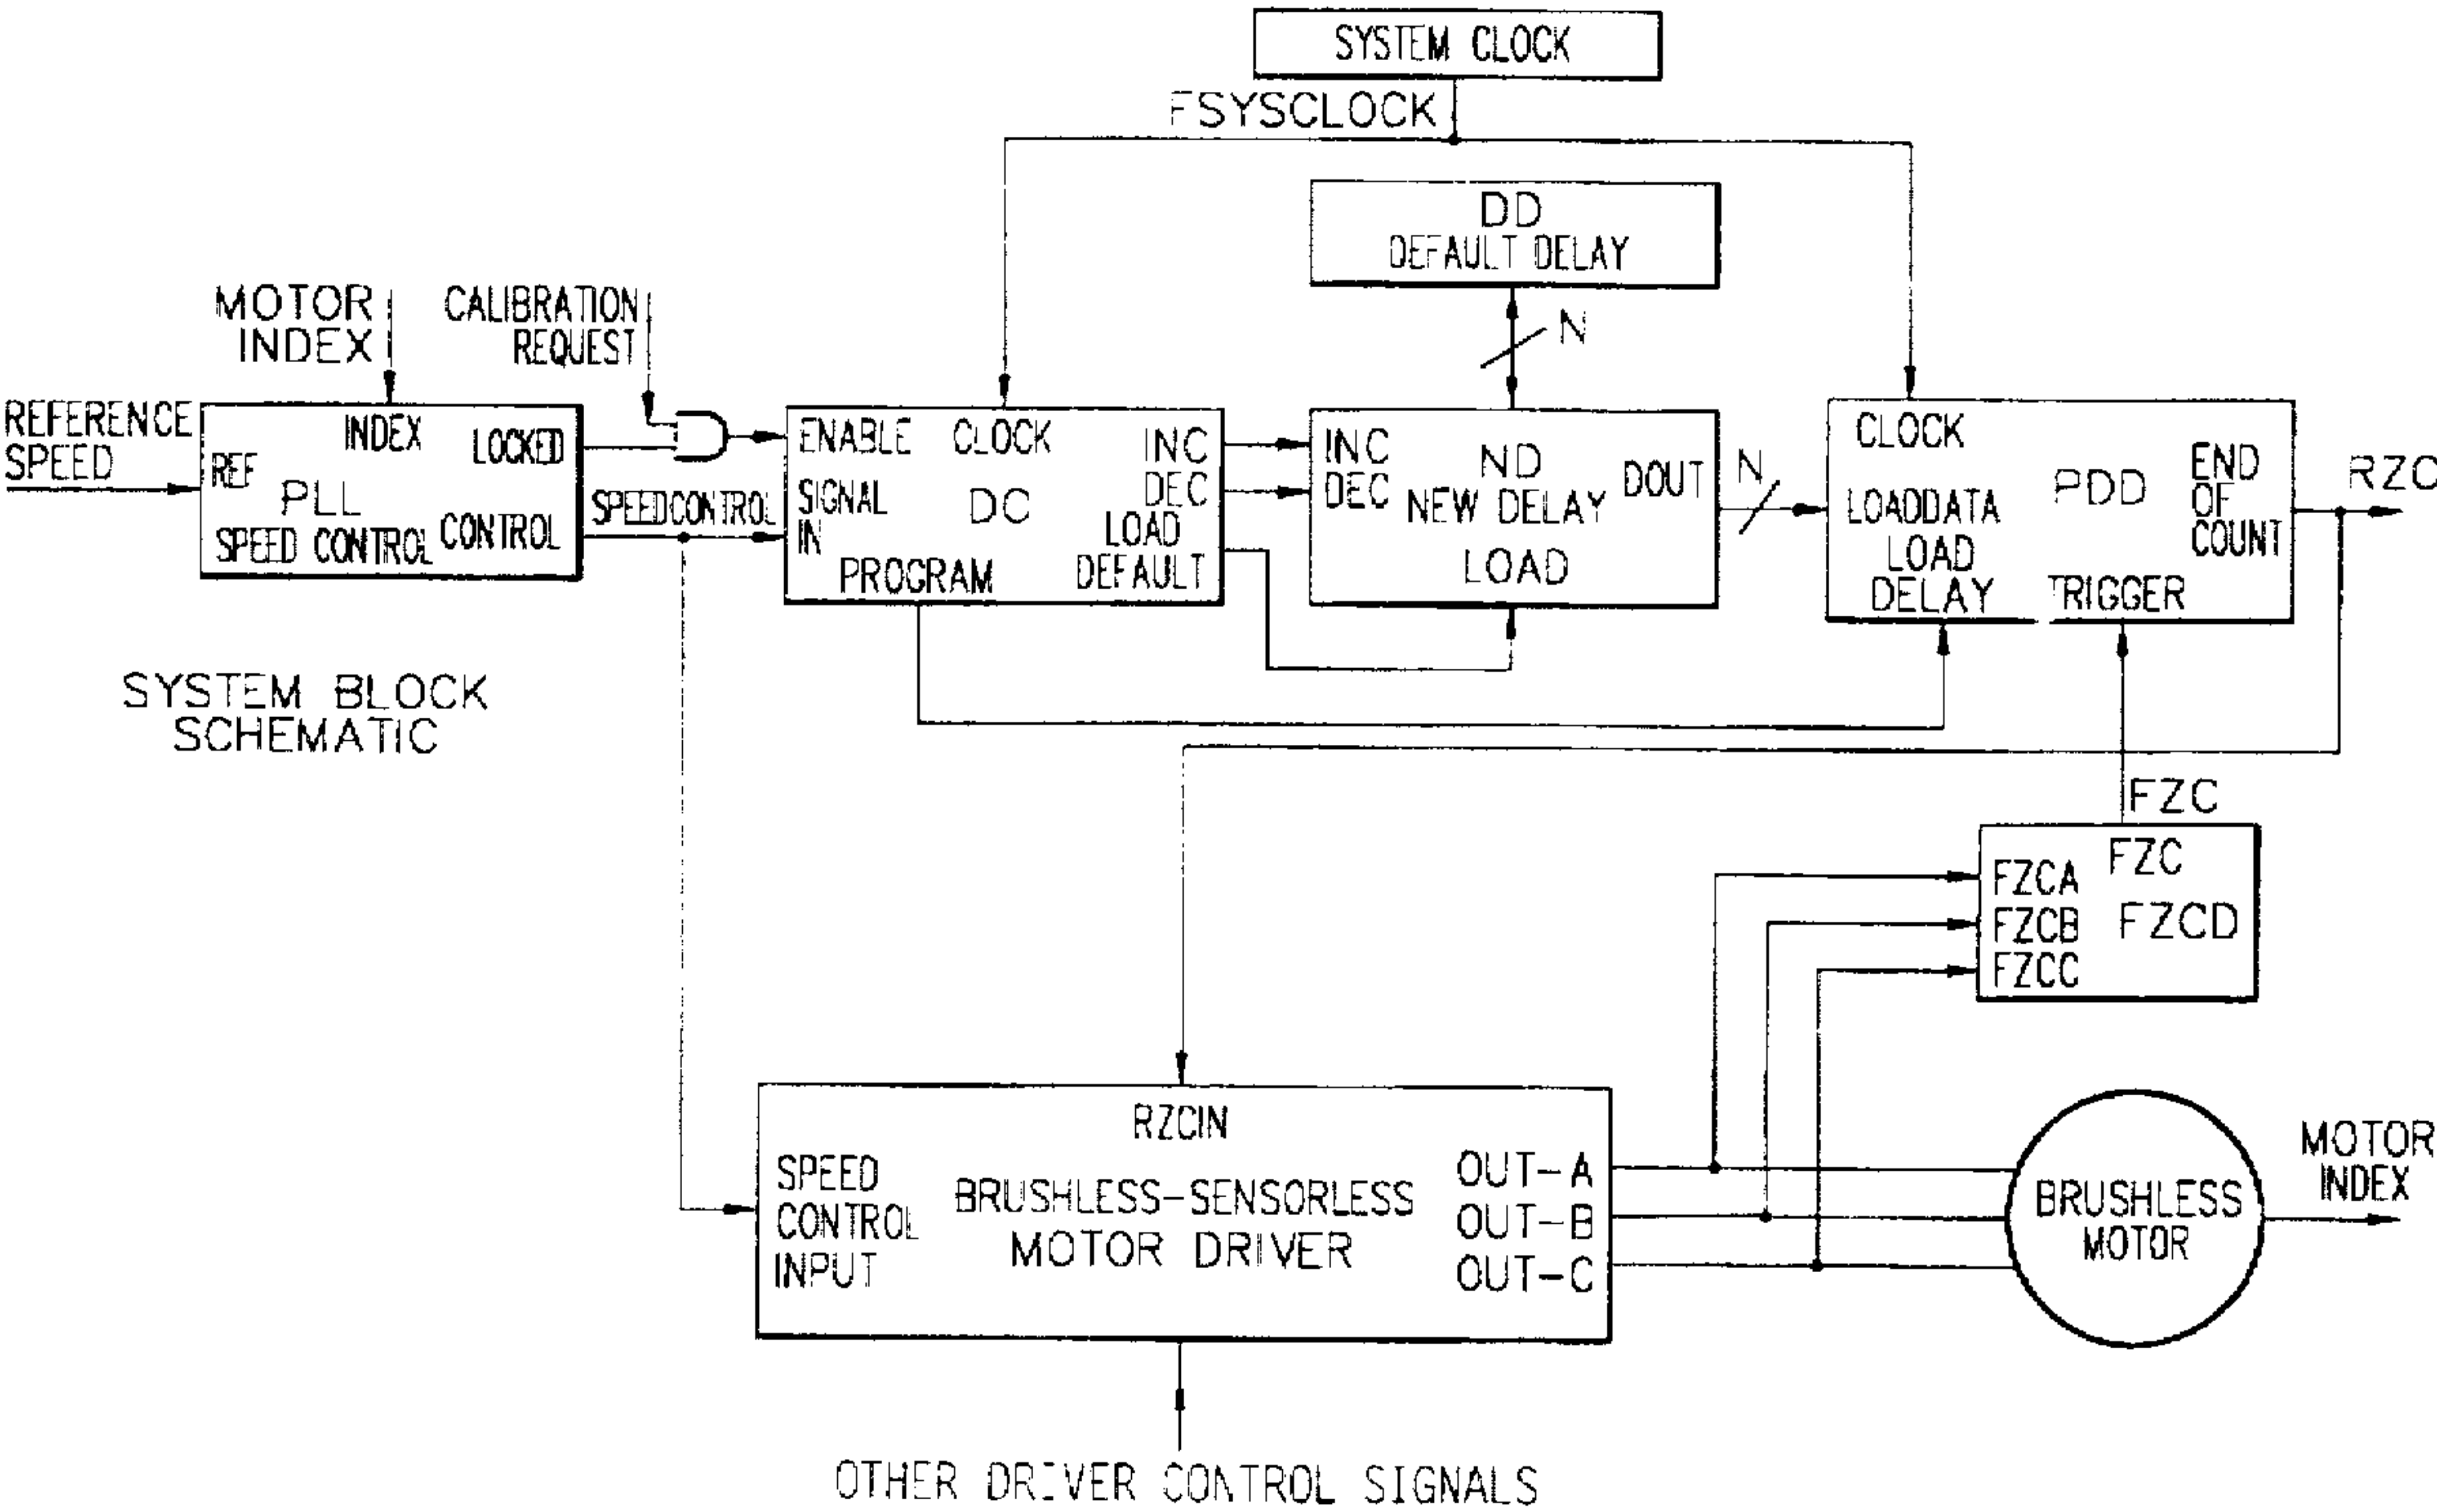 SYSTEM CLOCK
FSYSCLOCK
DD
DEFAULT DELAY
N
MOTOR
INDEX
CALIBRATION
REQUEST
REFERENCE
SPEED
REF
INDEX
LOCKED
PLL
SPEED CONTROL
CONTROL
SPEEDCONTROL
ENABLE
CLOCK
SIGNAL
IN
DC
PROGRAM
INC
DEC
LOAD
DEFAULT
INC
DEC
ND
NEW DELAY
LOAD
DOUT
N
CLOCK
LOADDATA
LOAD
DELAY
PDD
TRIGGER
END
OF
COUNT
RZC
SYSTEM BLOCK
SCHEMATIC
FZC
FZC
FZCA
FZCB
FZCC
FZCD
RZCIN
SPEED
CONTROL
INPUT
BRUSHLESS-SENSORLESS
MOTOR DRIVER
OUT-A
OUT-B
OUT-C
BRUSHLESS
MOTOR
MOTOR
INDEX
OTHER DRIVER CONTROL SIGNALS